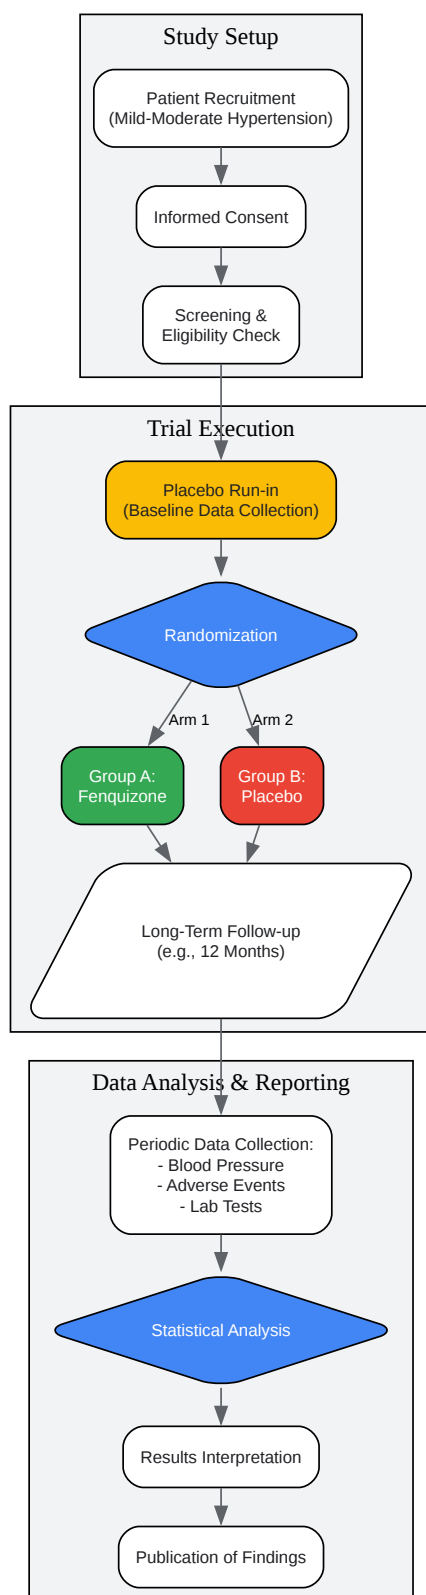 Study Setup
Patient Recruitment
(Mild-Moderate Hypertension)
Informed Consent
Screening &
Eligibility Check
Trial Execution
Placebo Run-in
(Baseline Data Collection)
Randomization
Arm 1
Arm 2
Group A:
Fenquizone
Group B:
Placebo
Long-Term Follow-up
(e.g., 12 Months)
Data Analysis & Reporting
Periodic Data Collection:
- Blood Pressure
- Adverse Events
- Lab Tests
Statistical Analysis
Results Interpretation
Publication of Findings